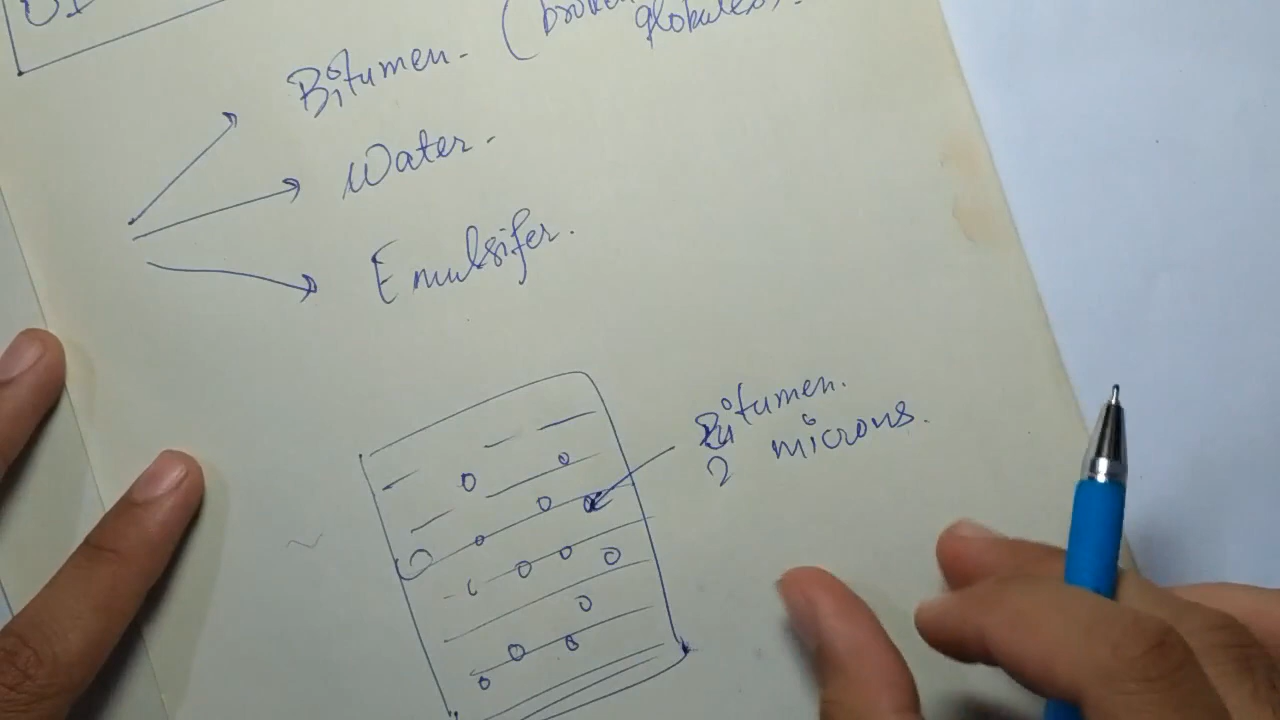 Bitumen. (
globules).
Water.
Emulsifer.
Bitumen.
2 microns.